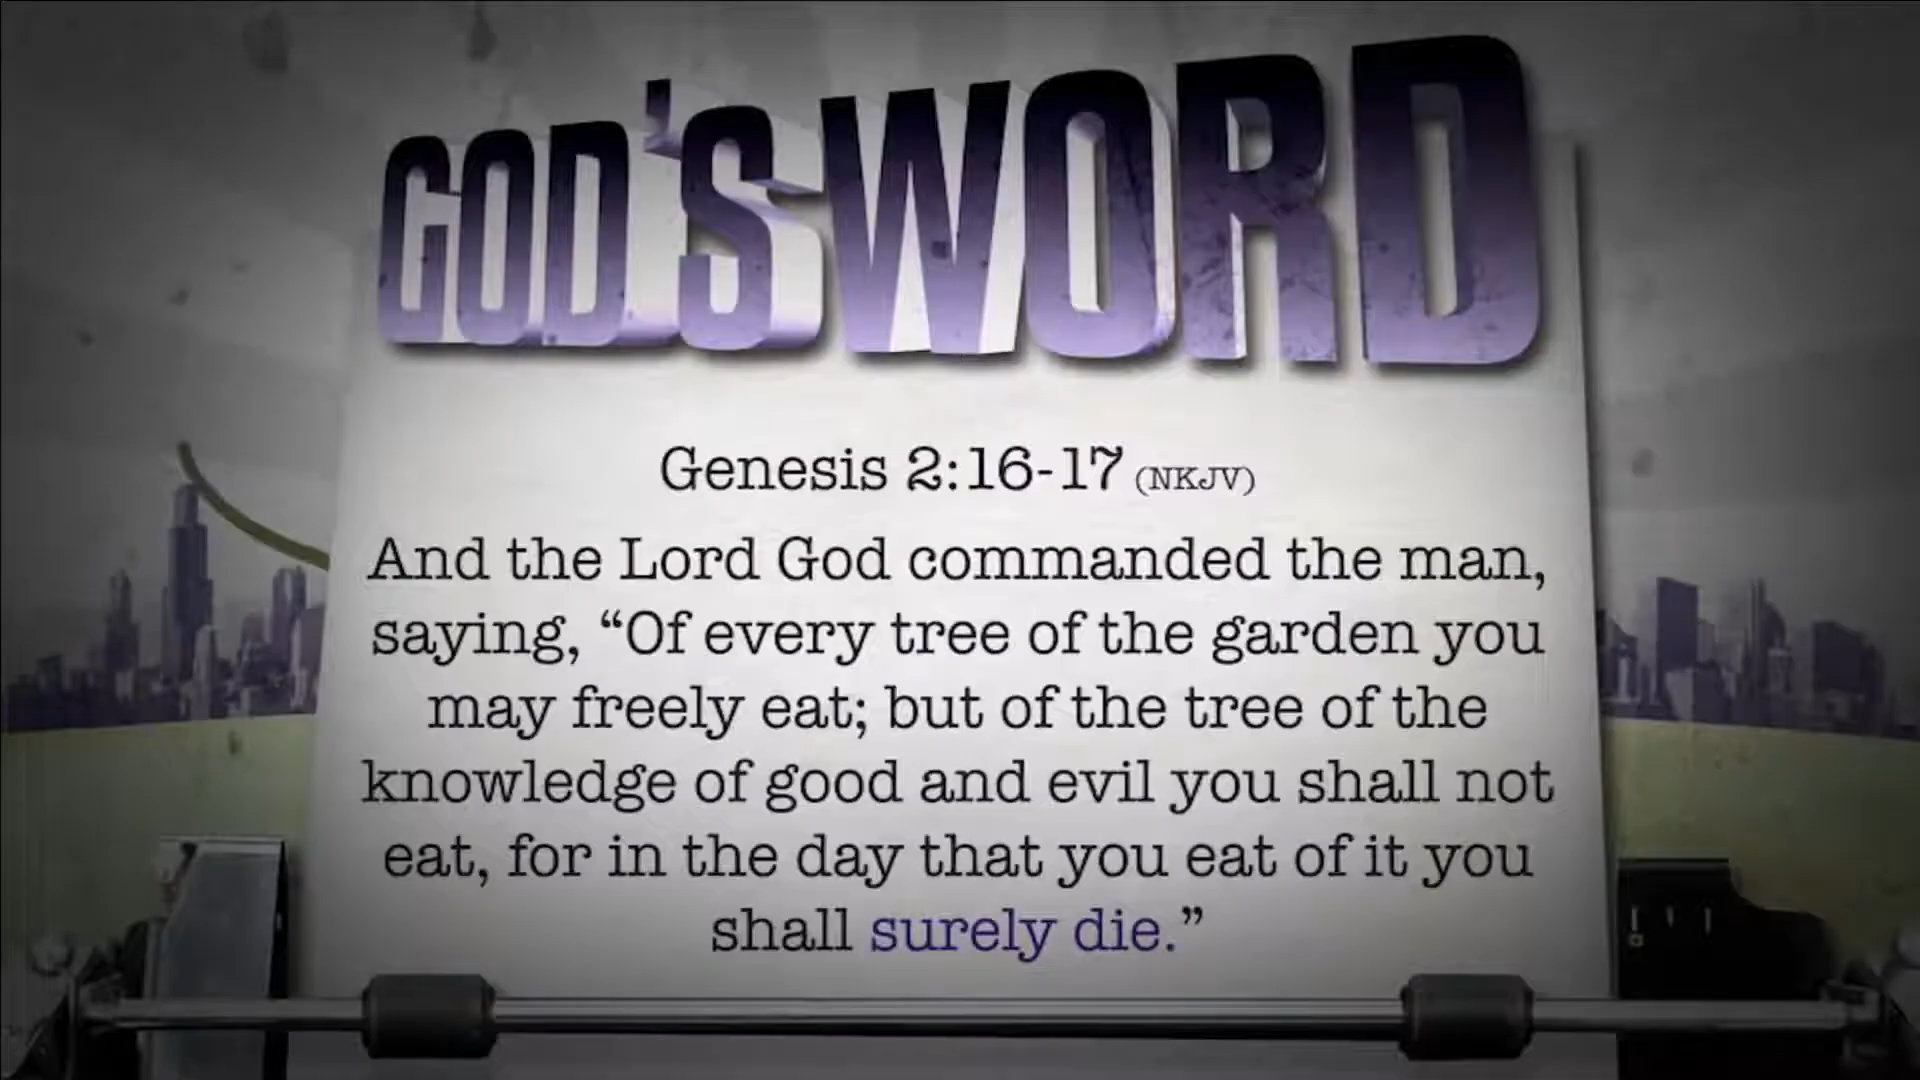 GOD'S WORD
Genesis 2:16-17 (NKJV)
And the Lord God commanded the man,
saying, “Of every tree of the garden you
may freely eat; but of the tree of the
knowledge of good and evil you shall not
eat, for in the day that you eat of it you
shall surely die.”